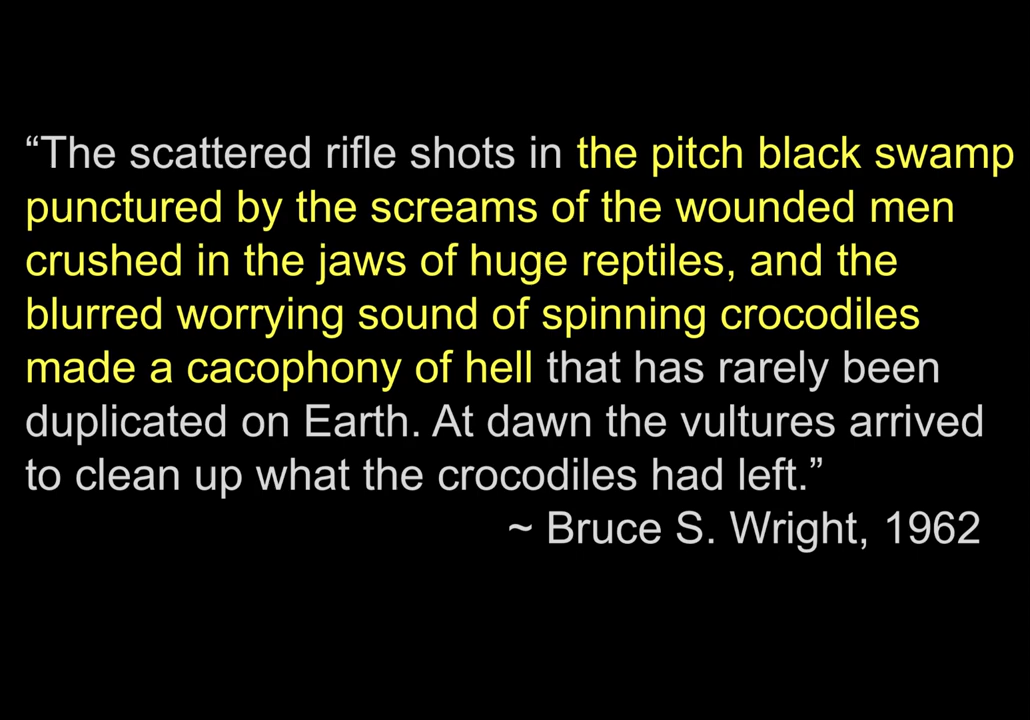 “The scattered rifle shots in the pitch black swamp
punctured by the screams of the wounded men
crushed in the jaws of huge reptiles, and the
blurred worrying sound of spinning crocodiles
made a cacophony of hell that has rarely been
duplicated on Earth. At dawn the vultures arrived
to clean up what the crocodiles had left.”
~ Bruce S. Wright, 1962